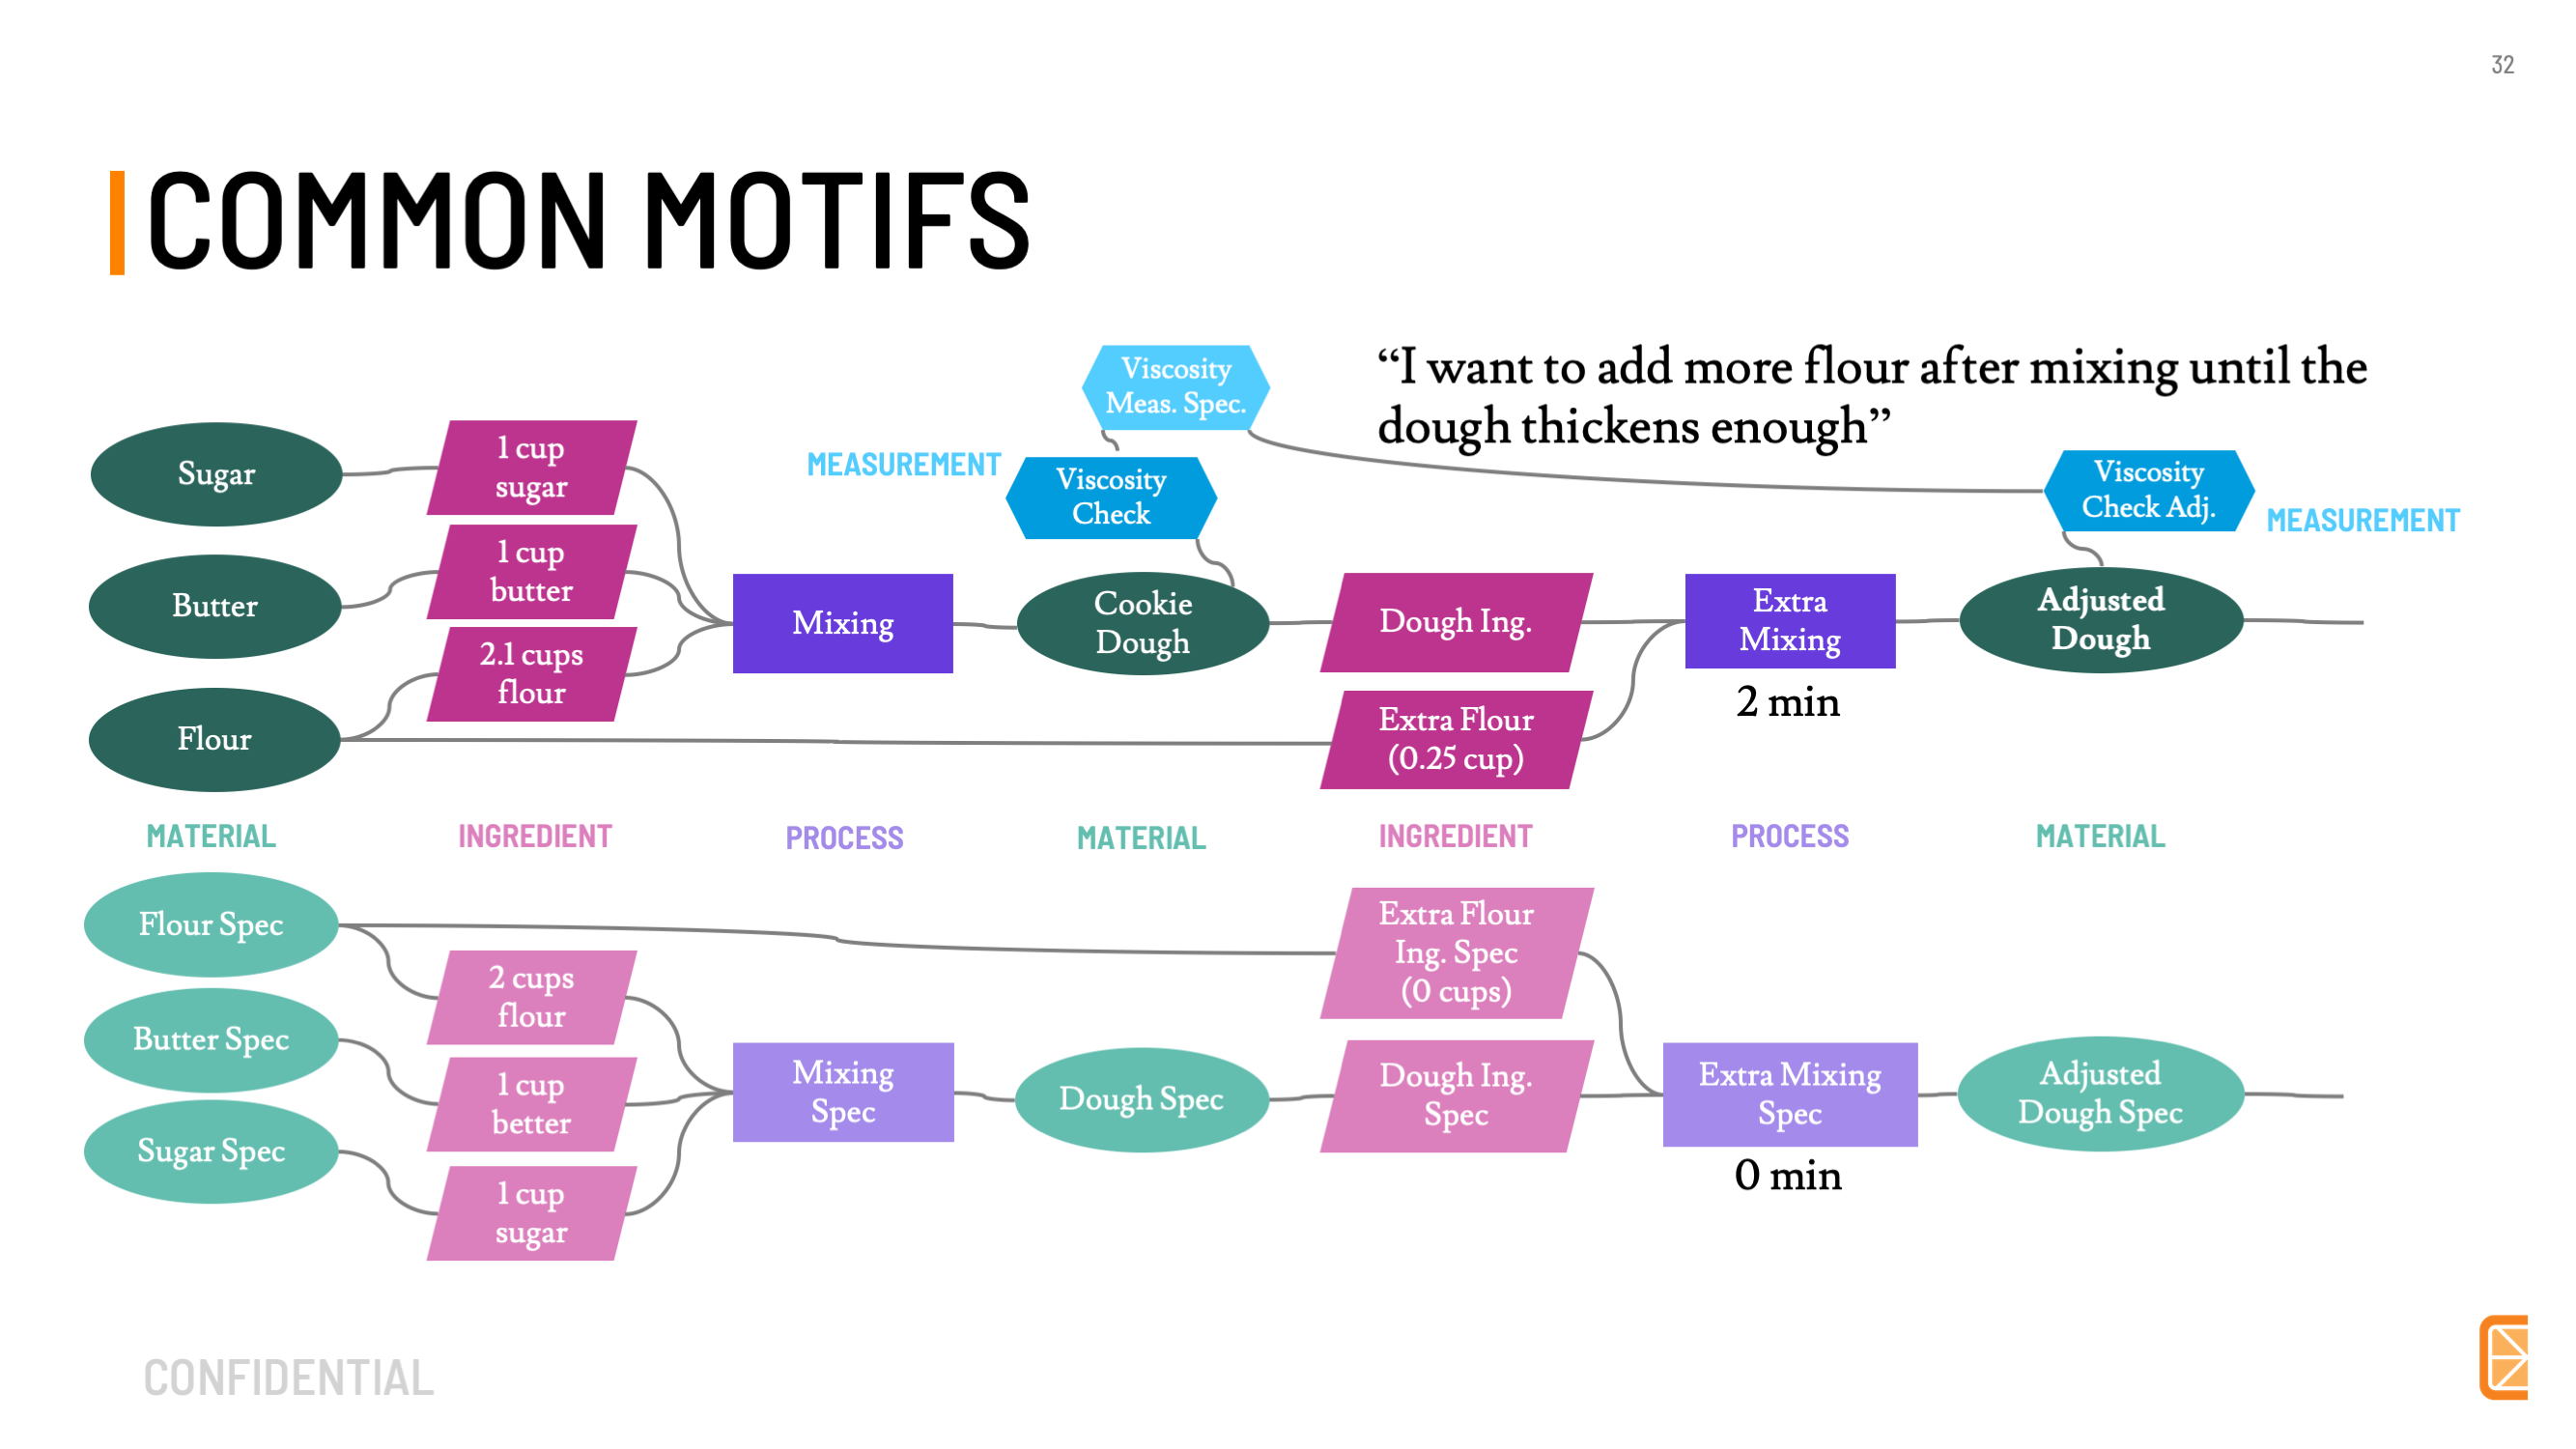 32
COMMON MOTIFS
“I want to add more flour after mixing until the
dough thickens enough”
Viscosity
Meas. Spec.
MEASUREMENT
Viscosity
Check
Viscosity
Check Adj.
MEASUREMENT
Sugar
1 cup
sugar
Butter
1 cup
butter
Flour
2.1 cups
flour
Mixing
Cookie
Dough
Dough Ing.
Extra Flour
(0.25 cup)
Extra
Mixing
2 min
Adjusted
Dough
MATERIAL
INGREDIENT
PROCESS
MATERIAL
INGREDIENT
PROCESS
MATERIAL
Flour Spec
2 cups
flour
Butter Spec
1 cup
better
Sugar Spec
1 cup
sugar
Mixing
Spec
Dough Spec
Extra Flour
Ing. Spec
(0 cups)
Dough Ing.
Spec
Extra Mixing
Spec
0 min
Adjusted
Dough Spec
CONFIDENTIAL